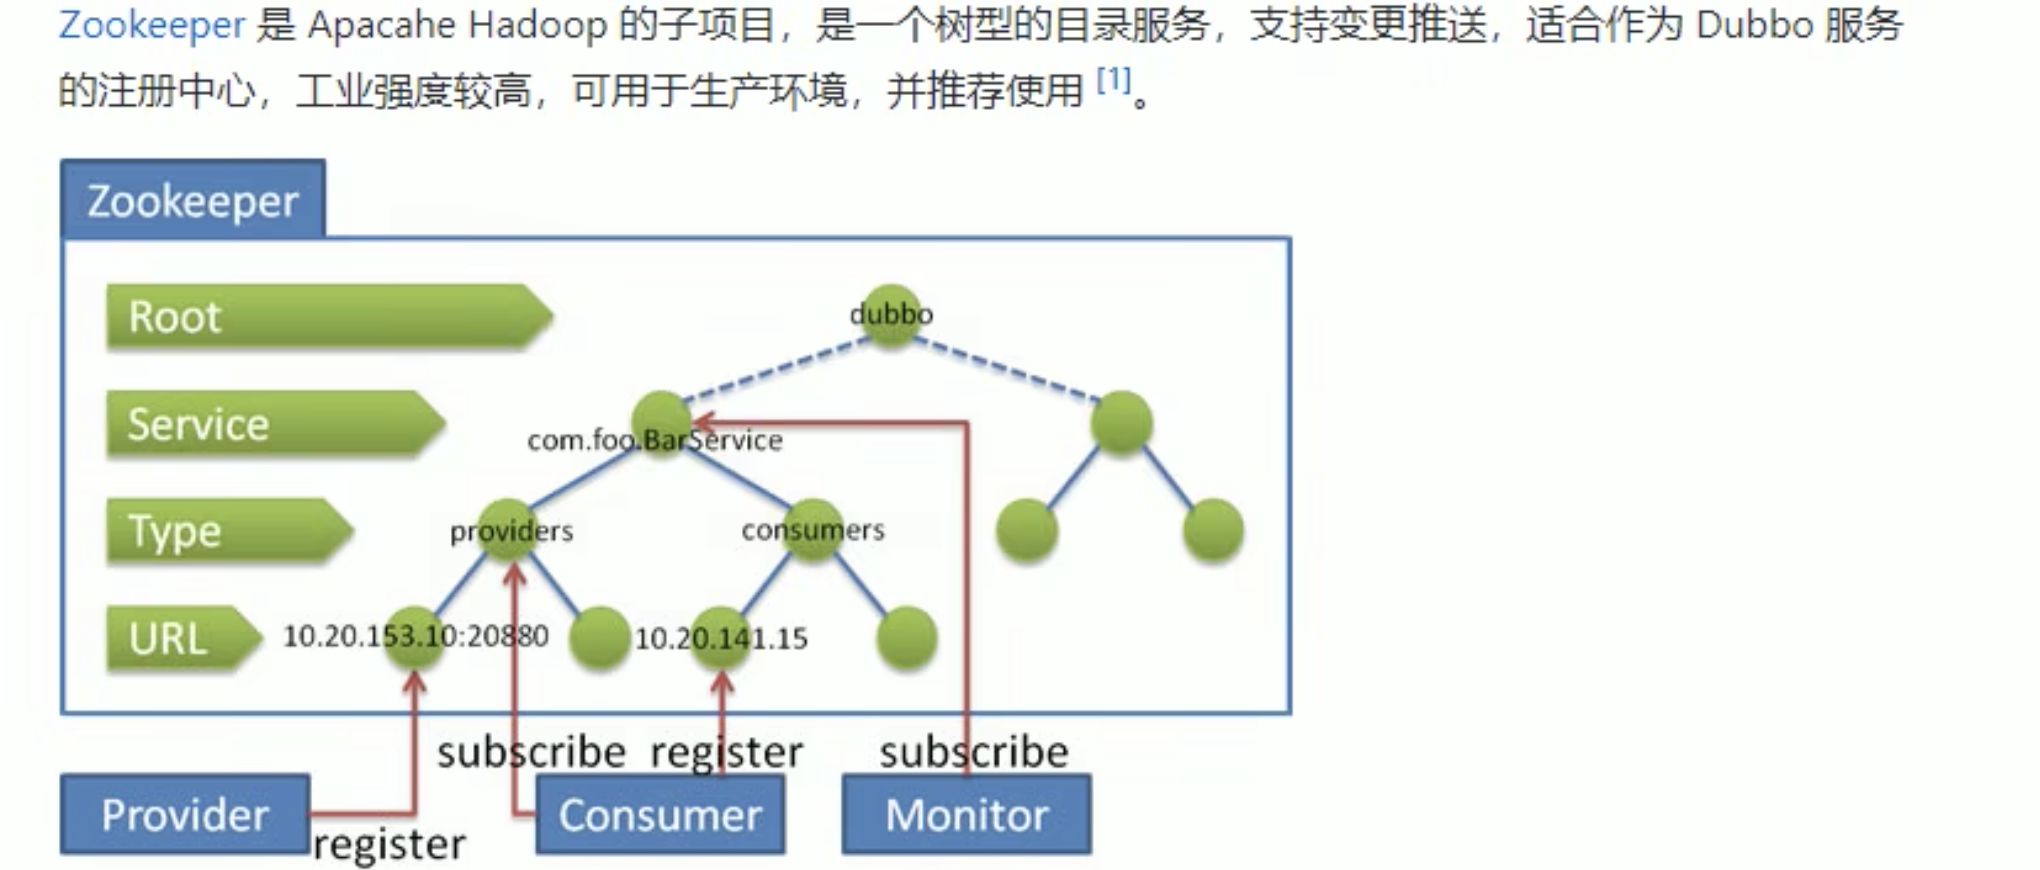 Zookeeper 是 Apacahe Hadoop 的子项目，是一个树型的目录服务，支持变更推送，适合作为 Dubbo 服务
的注册中心，工业强度较高，可用于生产环境，并推荐使用 [1]。
Zookeeper
Root
dubbo
Service
com.foo.BarService
Type
providers
consumers
URL
10.20.153.10:20880
10.20.141.15
subscribe
register
subscribe
Provider
register
Consumer
Monitor